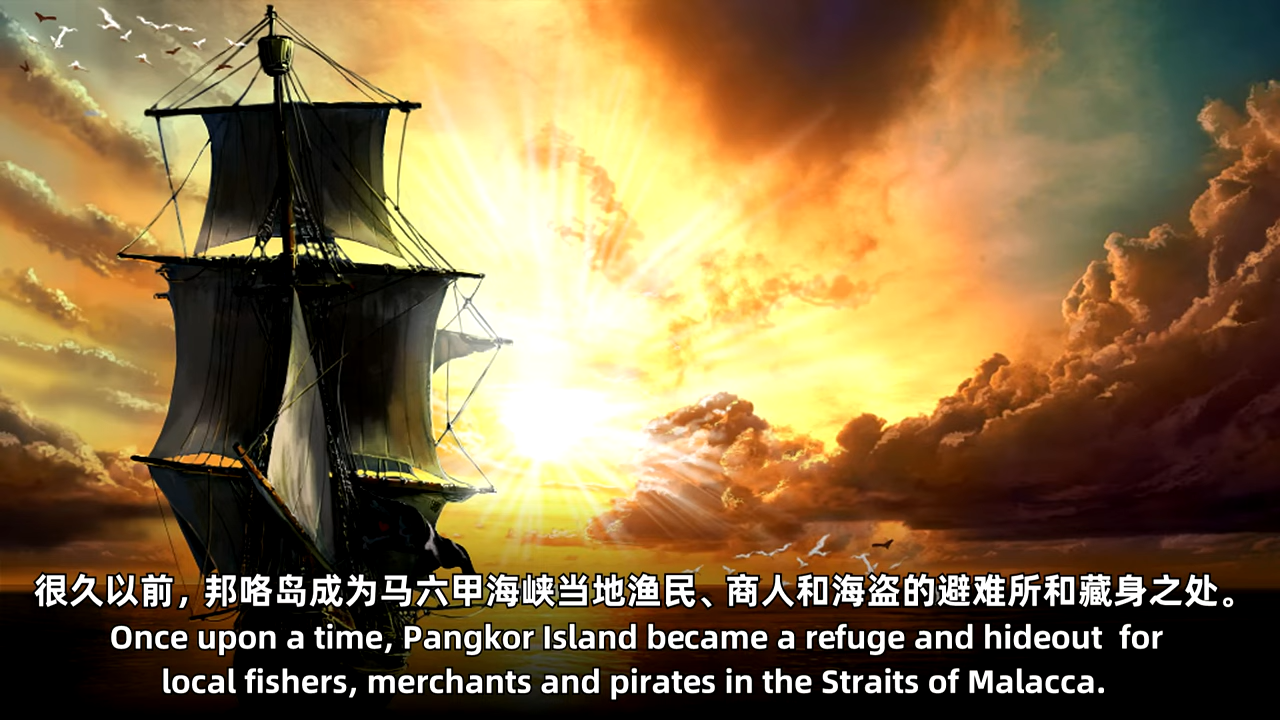 很久以前，邦咯岛成为马六甲海峡当地渔民、商人和海盗的避难所和藏身之处。
Once upon a time, Pangkor Island became a refuge and hideout  for
local fishers, merchants and pirates in the Straits of Malacca.